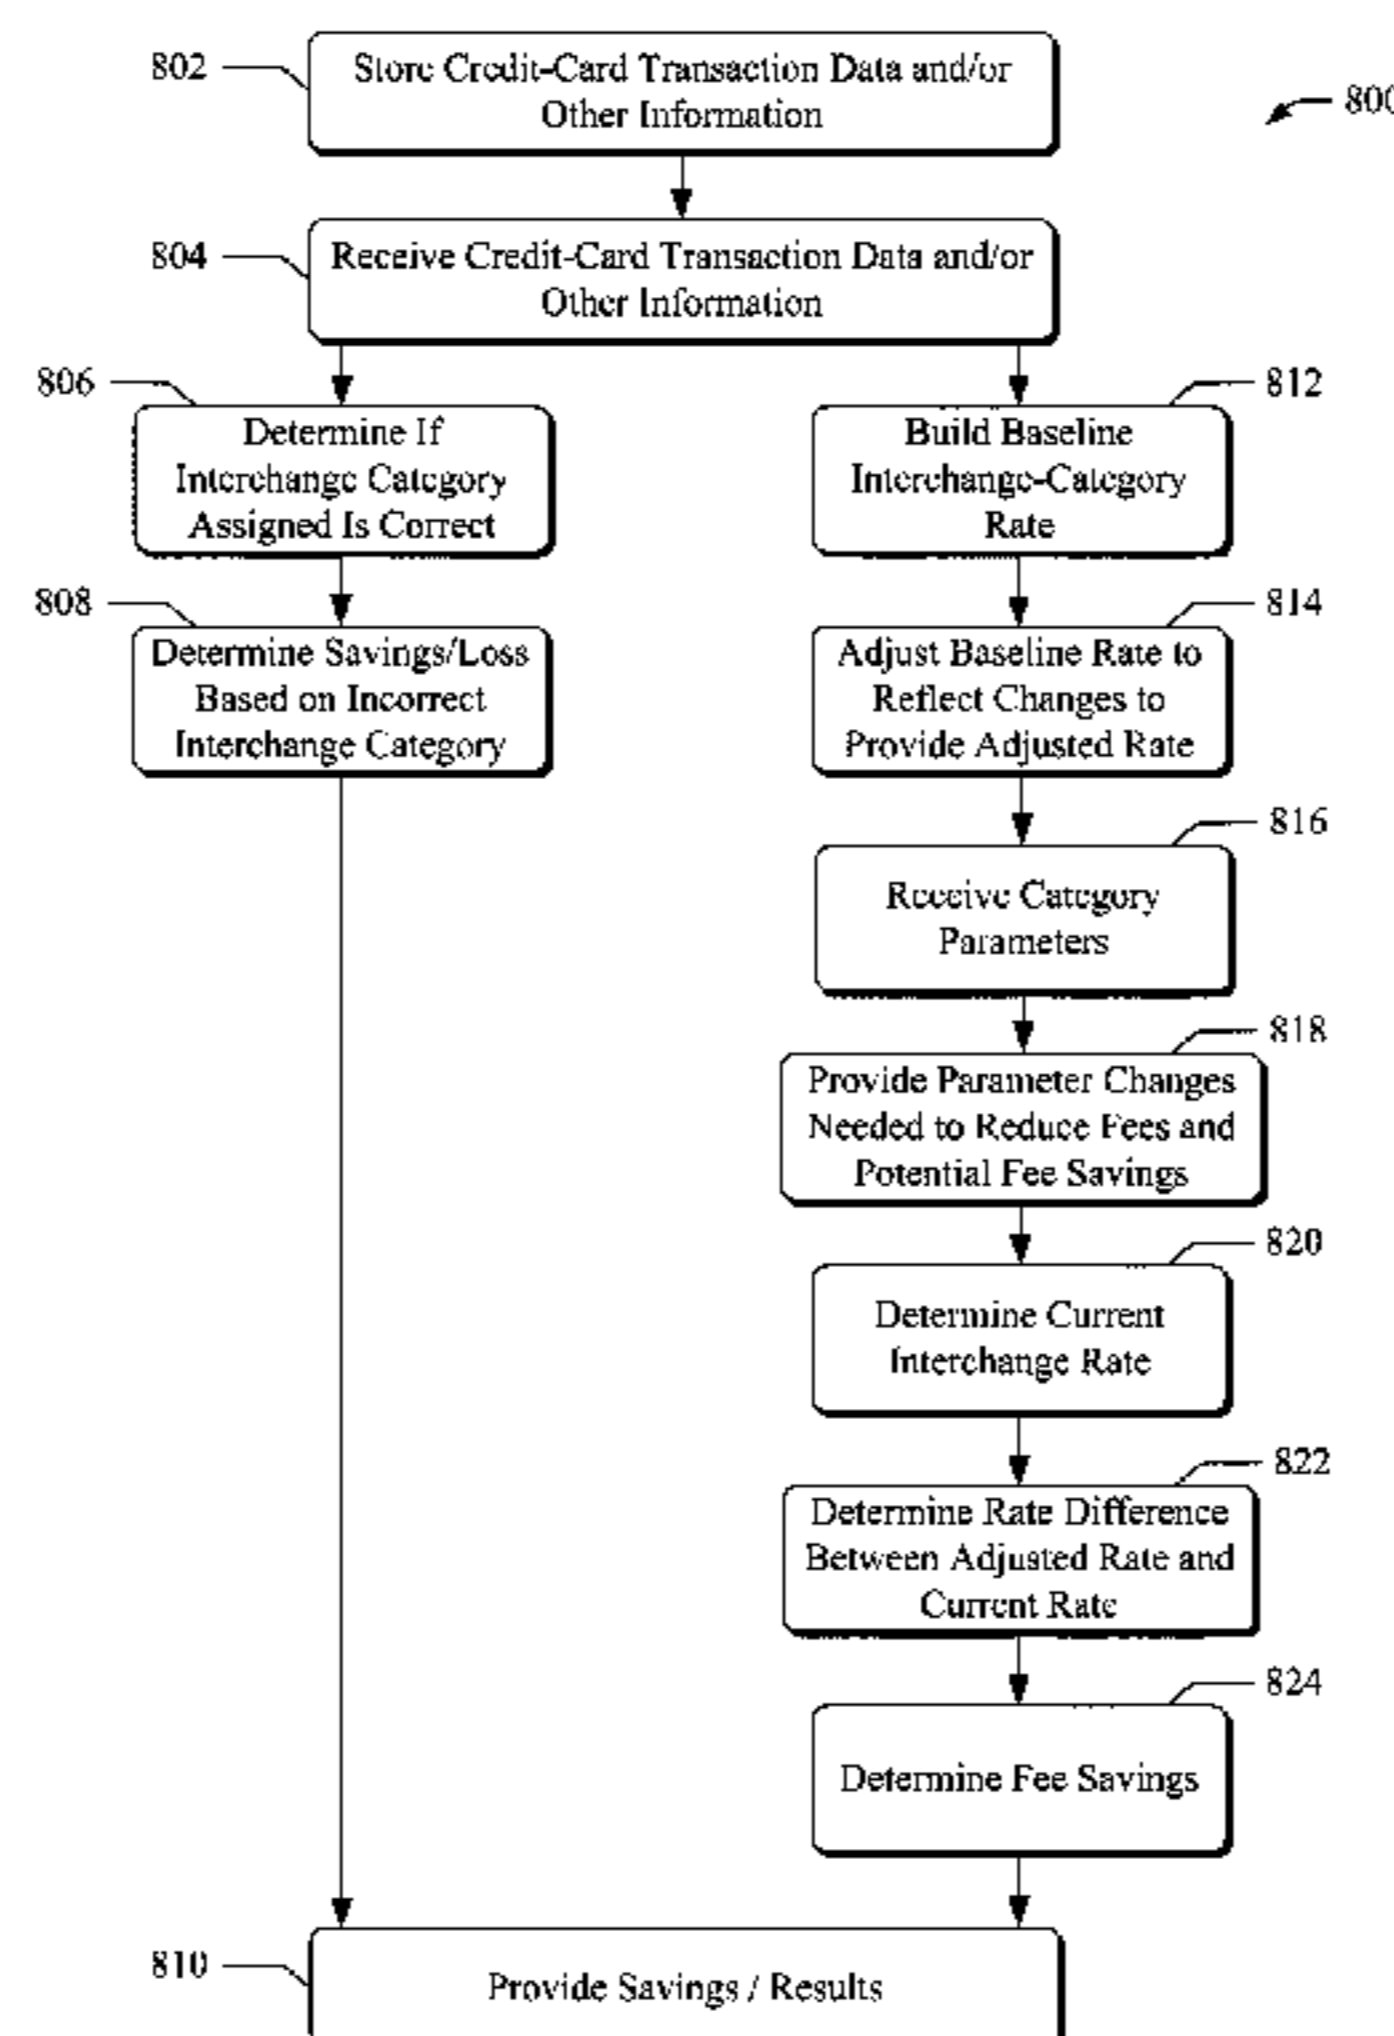 802
Store Credit-Card Transaction Data and/or
Other Information
800
804
Receive Credit-Card Transaction Data and/or
Other Information
806
Determine If
Interchange Category
Assigned Is Correct
812
Build Baseline
Interchange-Category
Rate
808
Determine Savings/Loss
Based on Incorrect
Interchange Category
814
Adjust Baseline Rate to
Reflect Changes to
Provide Adjusted Rate
816
Receive Category
Parameters
818
Provide Parameter Changes
Needed to Reduce Fees and
Potential Fee Savings
820
Determine Current
Interchange Rate
822
Determine Rate Difference
Between Adjusted Rate and
Current Rate
824
Determine Fee Savings
810
Provide Savings / Results